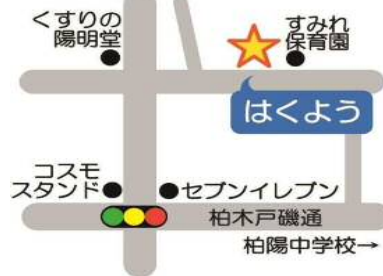 くすりの
陽明堂
すみれ
保育園
はくよう
コスモ
スタンド
セブンイレブン
柏木戸磯通
柏陽中学校→